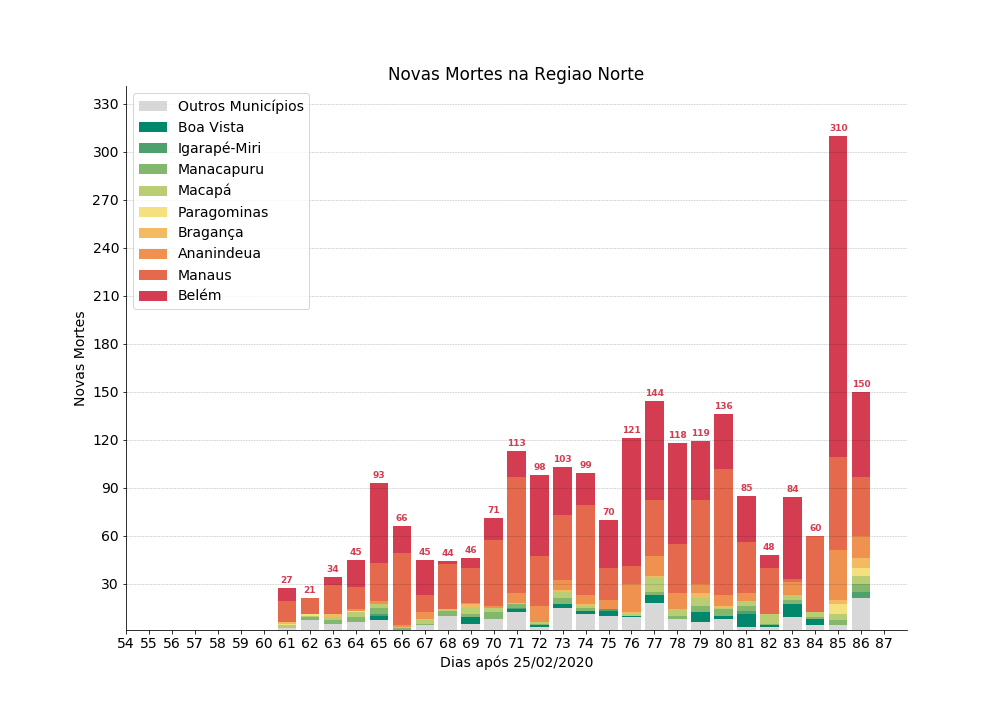 Novas Mortes na Regiao Norte
Outros Municípios
Boa Vista
Igarapé-Miri
Manacapuru
Macapá
Paragominas
Bragança
Ananindeua
Manaus
Belém
Novas Mortes
330
300
270
240
210
180
150
120
90
60
30
27 21 34 45 93 66 45 44 46 71 113 98 103 99 70 121 144 118 119 136 85 48 84 60 310 150
54 55 56 57 58 59 60 61 62 63 64 65 66 67 68 69 70 71 72 73 74 75 76 77 78 79 80 81 82 83 84 85 86 87
Dias após 25/02/2020